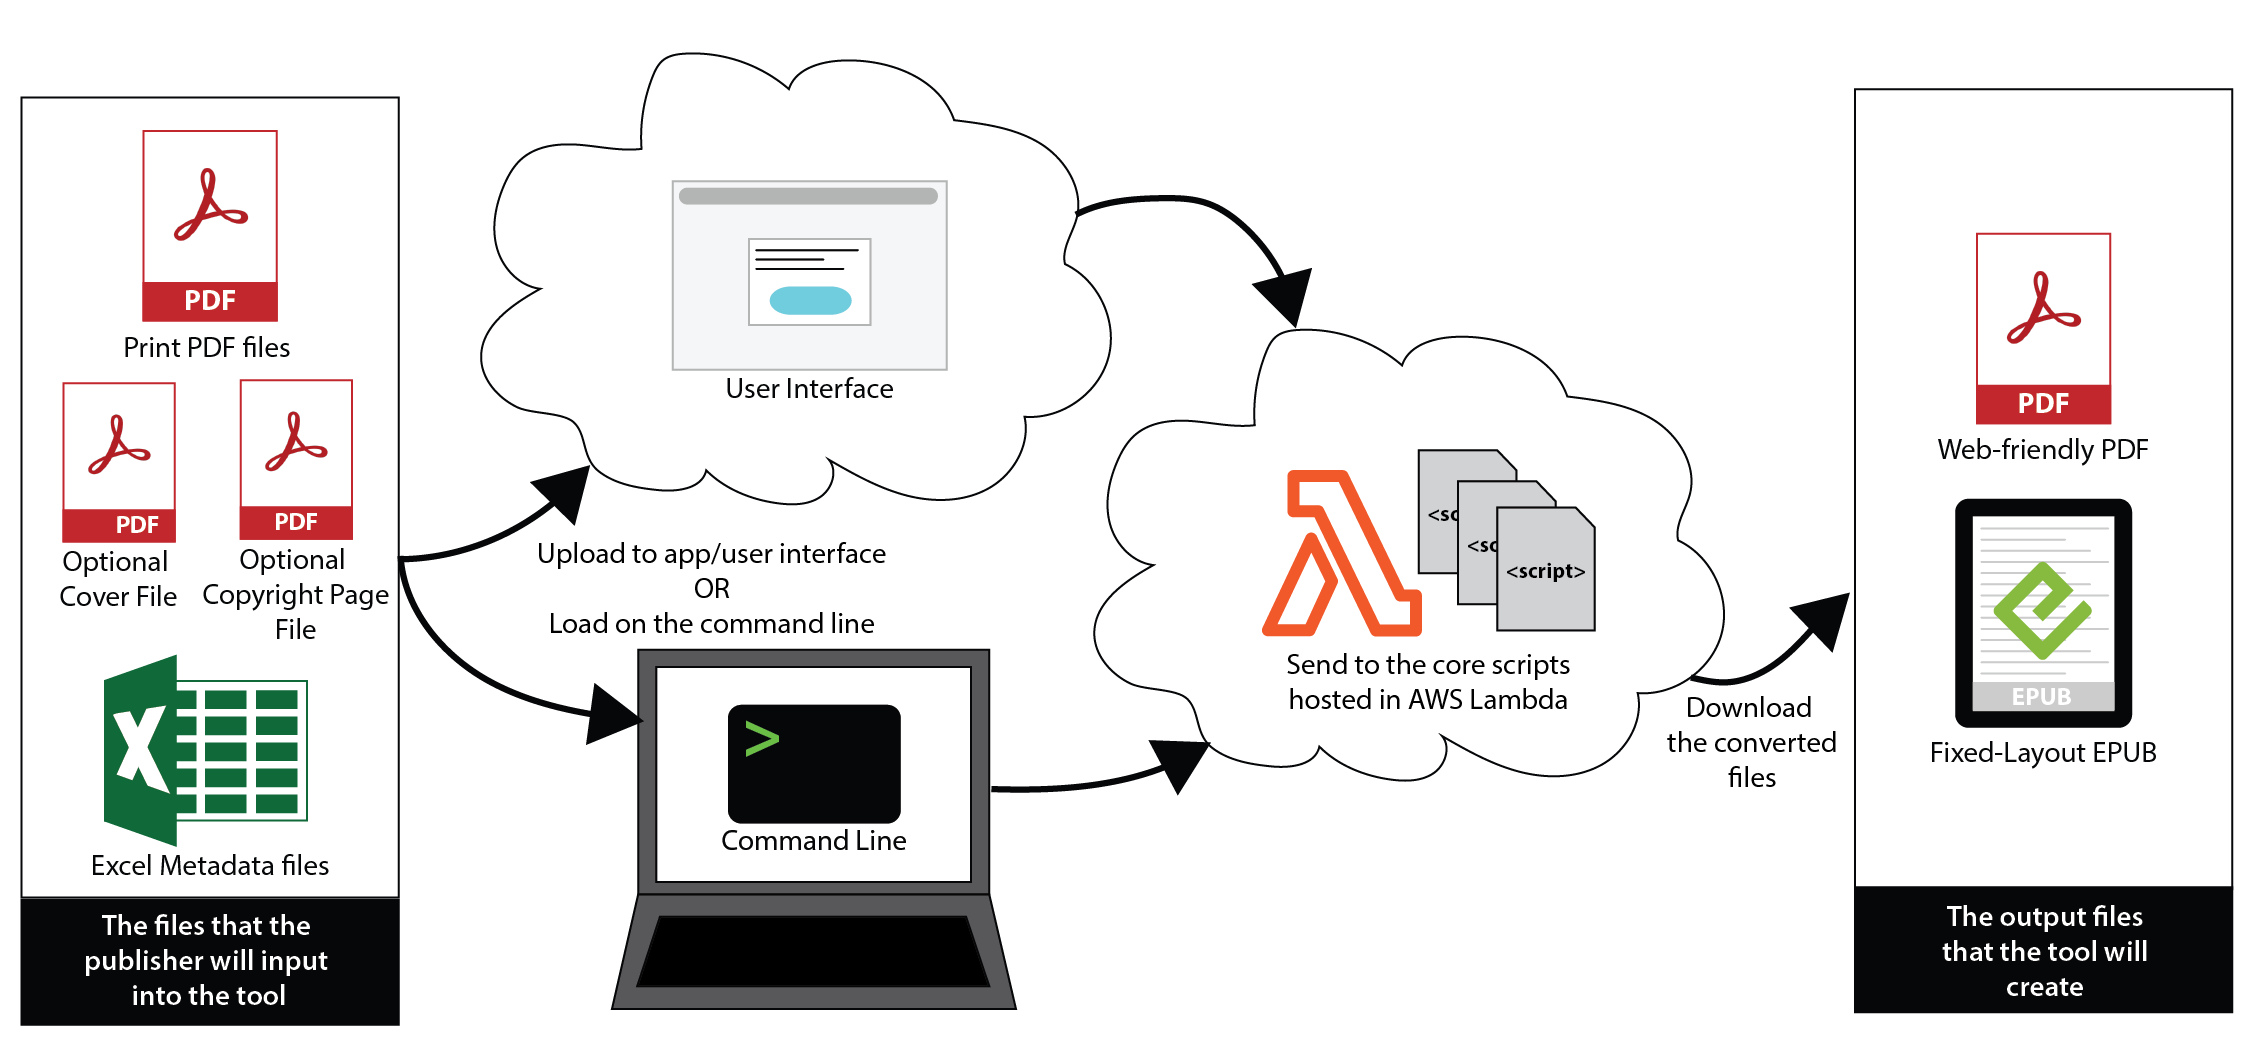 PDF
Print PDF files
PDF
Optional
Cover File
PDF
Optional
Copyright Page
File
Excel Metadata files
The files that the
publisher will input
into the tool
User Interface
Upload to app/user interface
OR
Load on the command line
>
Command Line
<sc
<sc
<script>
Send to the core scripts
hosted in AWS Lambda
Download
the converted
files
PDF
Web-friendly PDF
EPUB
Fixed-Layout EPUB
The output files
that the tool will
create